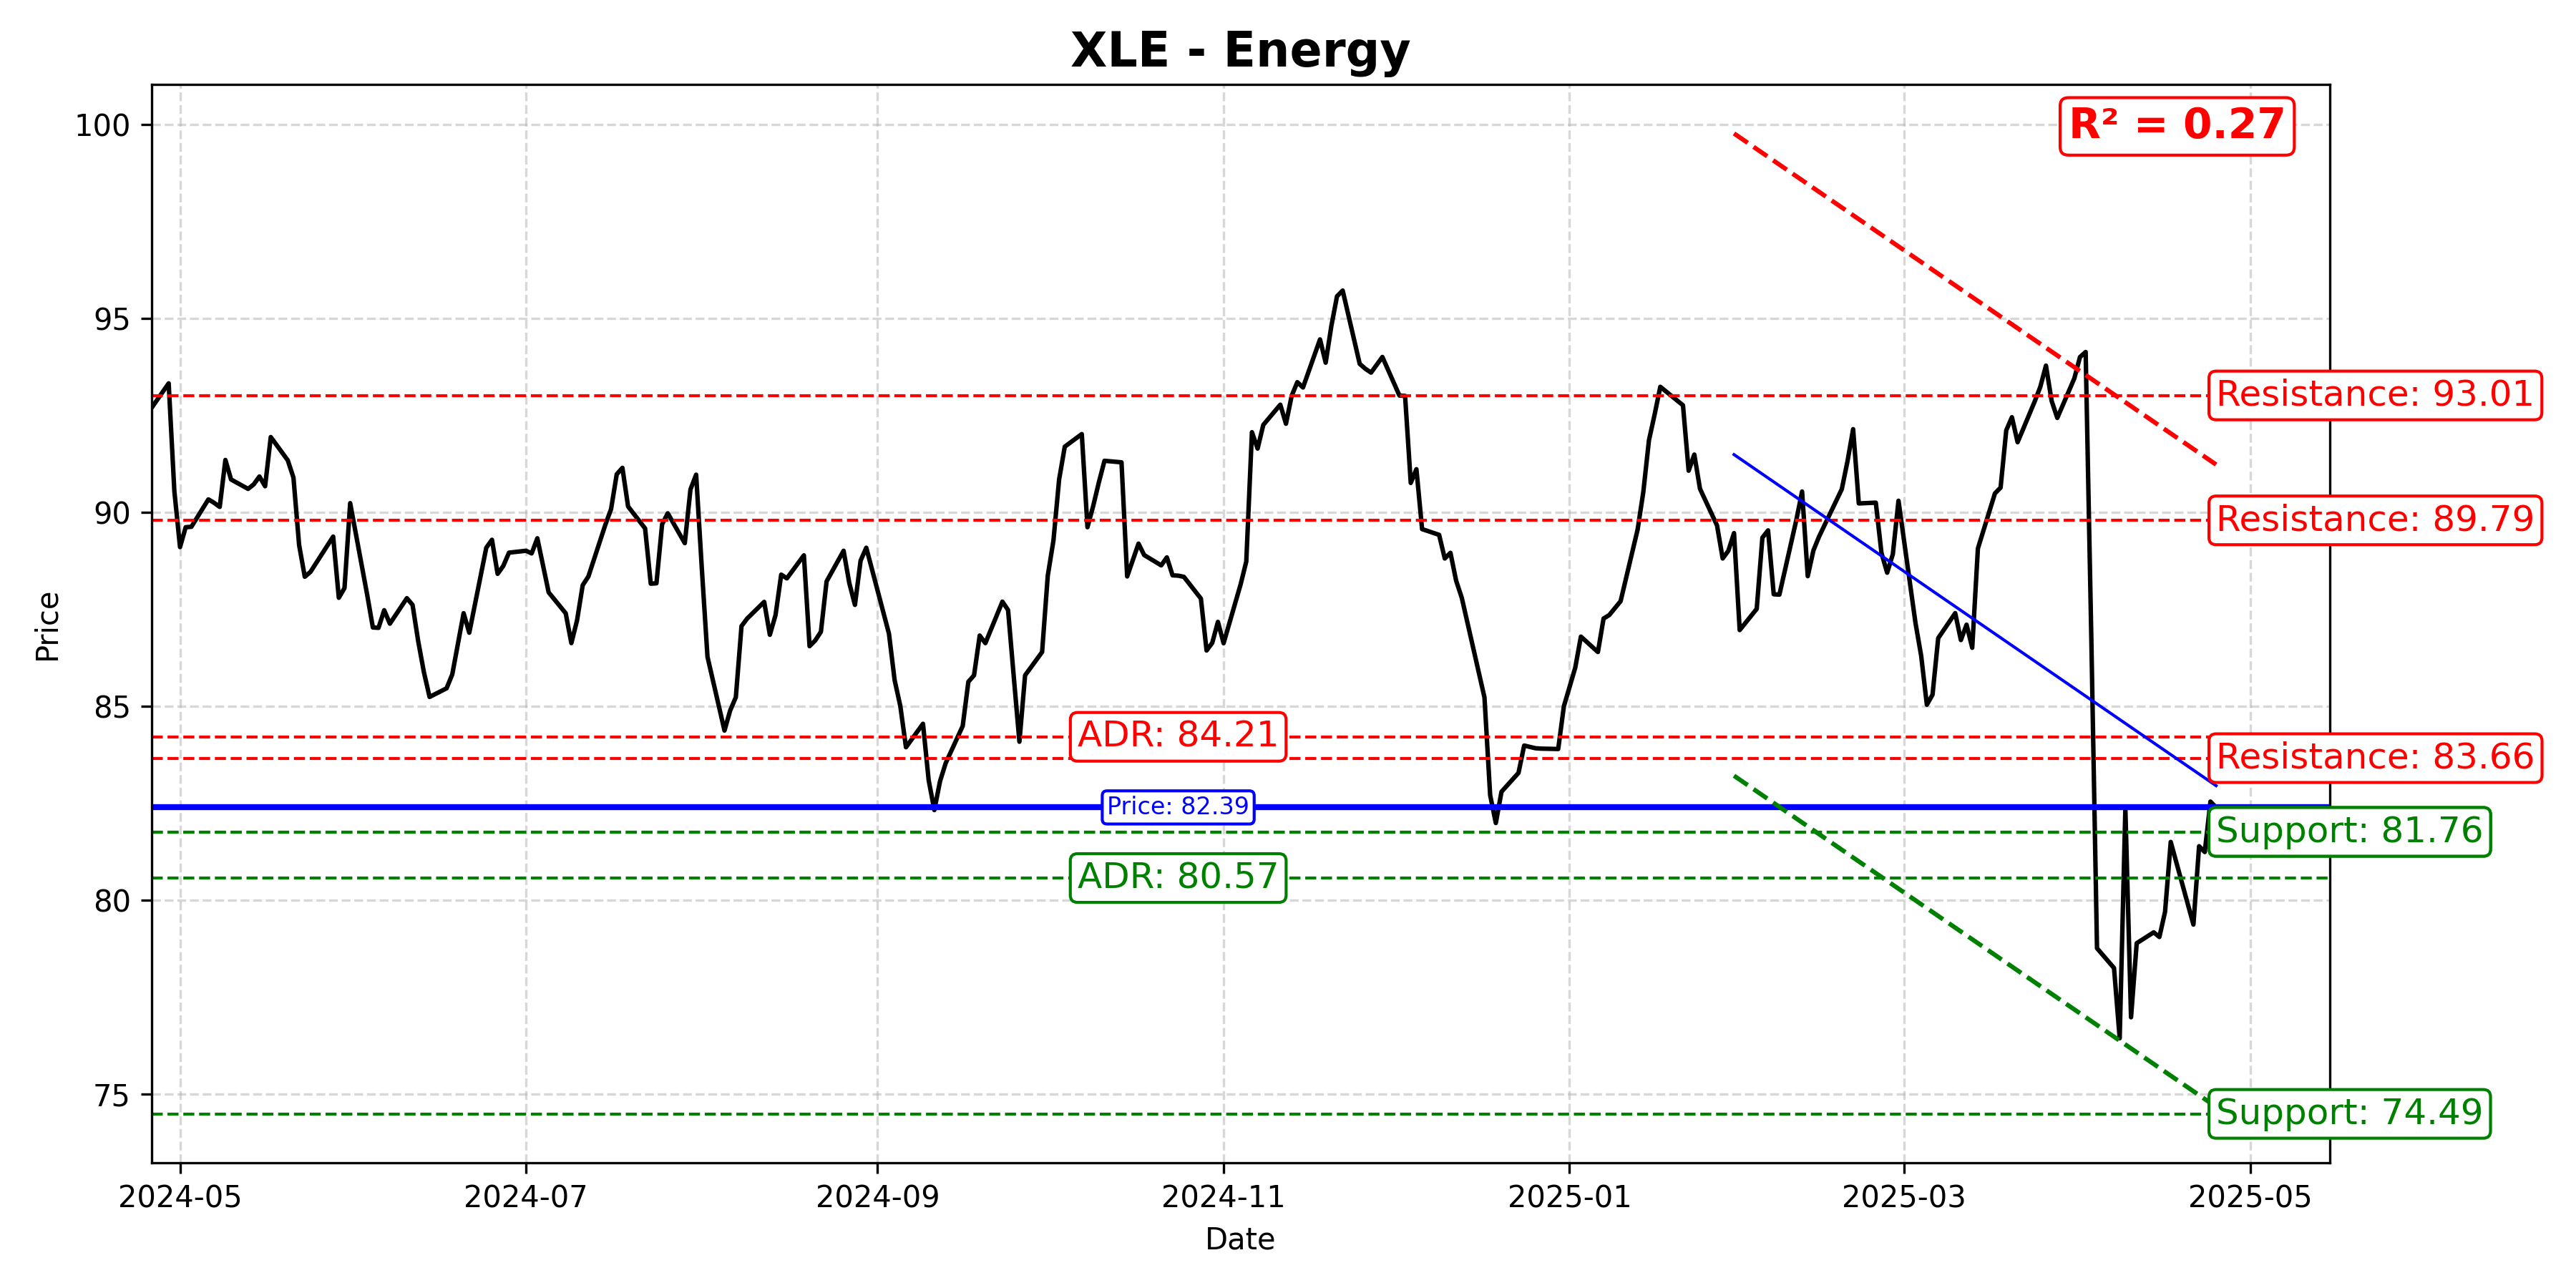 XLE - Energy
R² = 0.27
100
95
90
85
80
75
Price
Resistance: 93.01
Resistance: 89.79
ADR: 84.21
Resistance: 83.66
Price: 82.39
Support: 81.76
ADR: 80.57
Support: 74.49
2024-05
2024-07
2024-09
2024-11
2025-01
2025-03
2025-05
Date